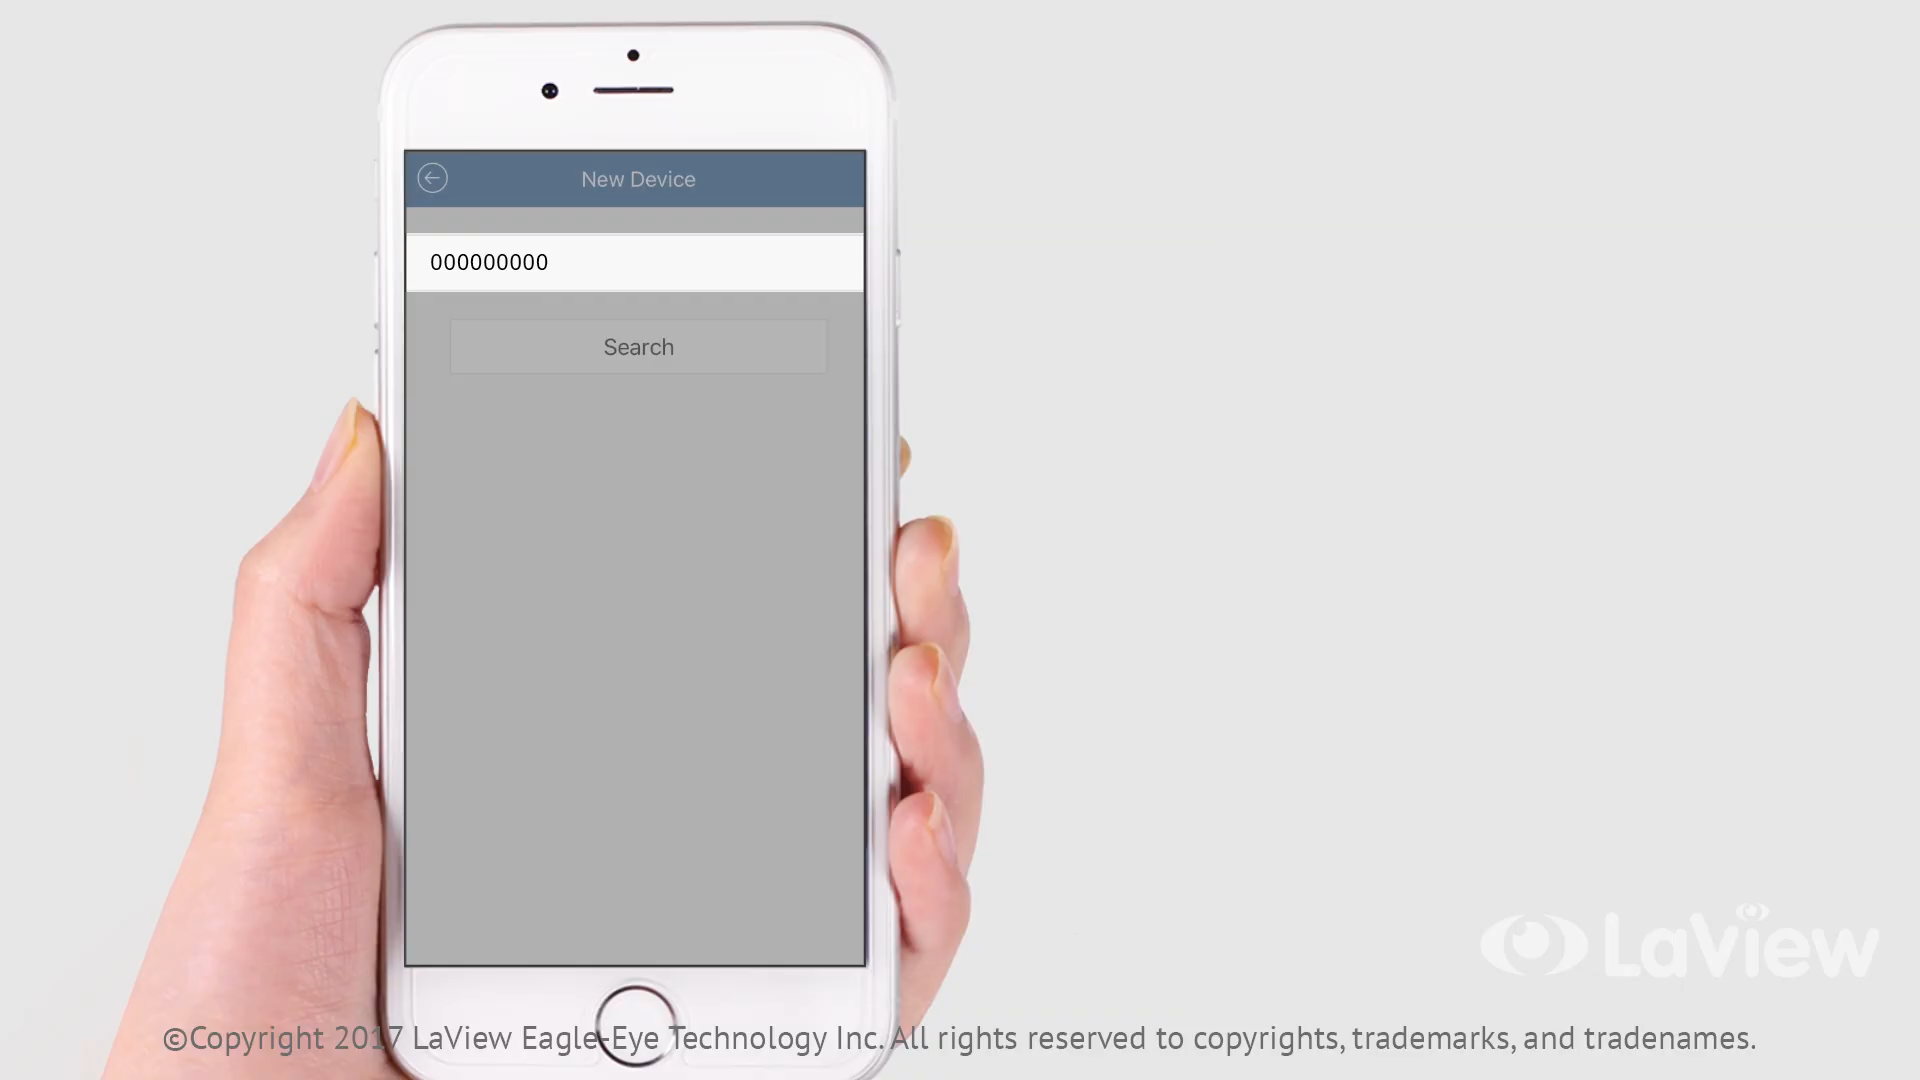 New Device
000000000
Search
LaView
©Copyright 2017 LaView Eagle-Eye Technology Inc. All rights reserved to copyrights, trademarks, and tradenames.